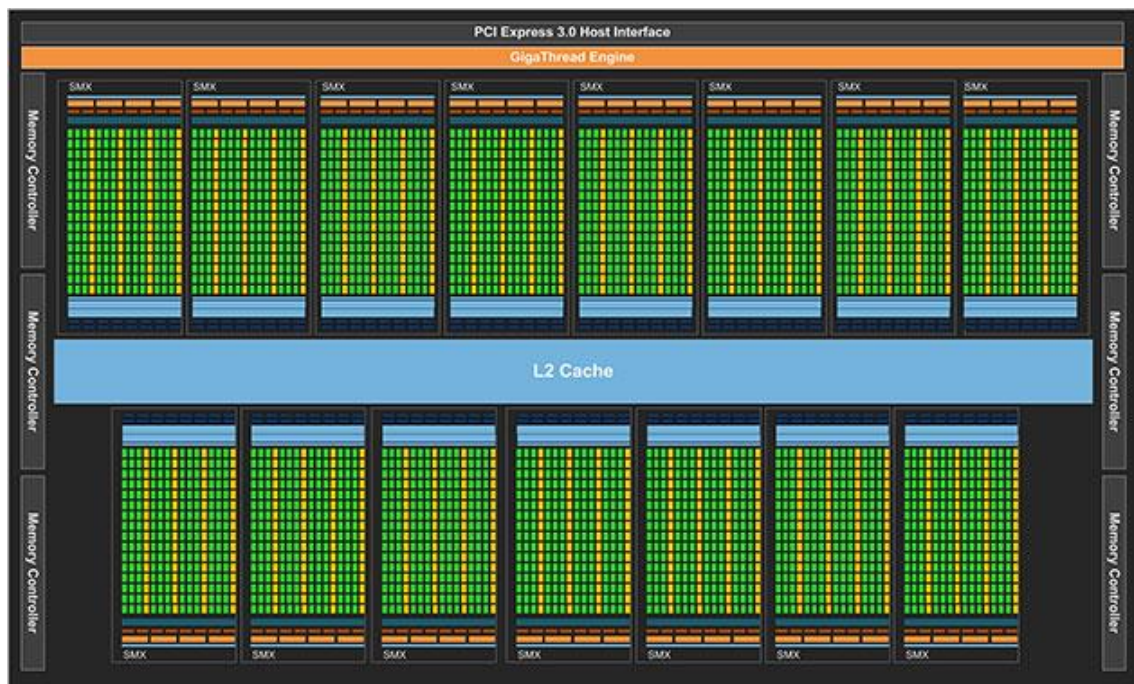 PCI Express 3.0 Host Interface
GigaThread Engine
SMX
SMX
SMX
SMX
SMX
SMX
SMX
SMX
Memory Controller
Memory Controller
Memory Controller
Memory Controller
L2 Cache
Memory Controller
Memory Controller
SMX
SMX
SMX
SMX
SMX
SMX
SMX